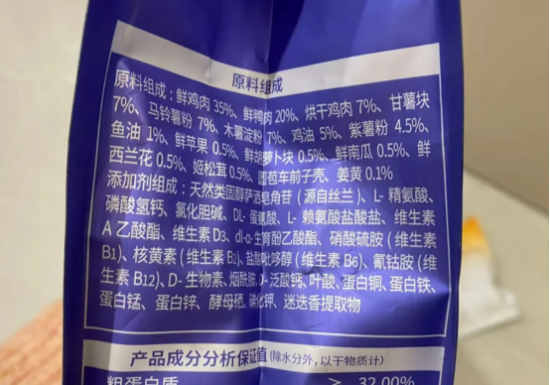 原料组成
原料组成：鲜鸡肉 35%、鲜鸭肉 20%、烘干鸡肉 7%、甘薯块
7%、马铃薯粉 7%、木薯淀粉 7%、鸡油 5%、紫薯粉 4.5%、
鱼油 1%、鲜苹果 0.5%、鲜胡萝卜块 0.5%、鲜南瓜 0.5%、鲜
西兰花 0.5%、姬松茸 0.5%、苞车前子壳、姜黄 0.1%
添加剂组成：天然类固醇萨洒皂角苷（源自丝兰）、L- 精氨酸、
磷酸氢钙、氯化胆碱、DL- 蛋氨酸、L- 赖氨酸盐酸盐、维生素
A 乙酸酯、维生素 D3、dl-α-生育酚乙酸酯、硝酸硫胺（维生素
B1）、核黄素（维生素 B2）、盐酸吡哆醇（维生素 B6）、氰钴胺（维
生素 B12）、D- 生物素、烟酰胺、D- 泛酸钙、叶酸、蛋白铜、蛋白铁、
蛋白锰、蛋白锌、酵母硒、碘化钾、迷迭香提取物
产品成分分析保证值（除水分外，以干物质计）
粗蛋白质 ≥ 32.00%